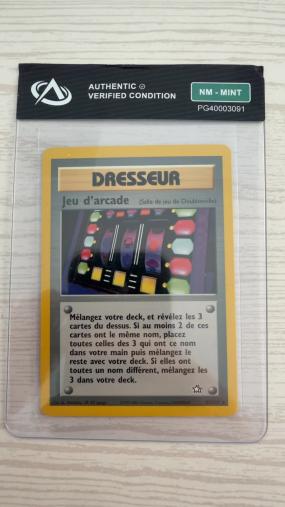 AUTHENTIC
VERIFIED CONDITION
NM - MINT
PG40003091
DRESSEUR
Jeu d'arcade (Salle de jeu de Doublonville)
Mélangez votre deck, et révélez les 3
cartes du dessus. Si au moins 2 de ces
cartes ont le même nom, placez
toutes celles des 3 qui ont ce nom
dans votre main puis mélangez le
reste avec votre deck. Si elles ont
toutes un nom différent, mélangez les
3 dans votre deck.